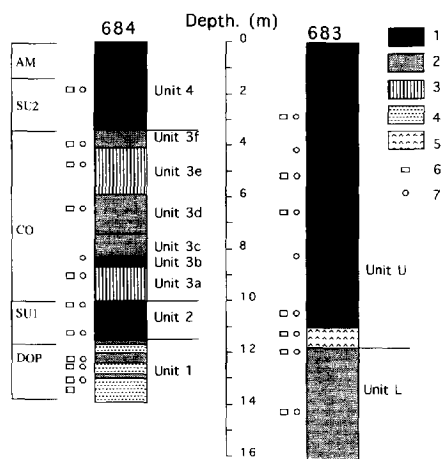 Depth. (m)
684
683
0
2
4
6
8
10
12
14
16
AM
SU2
CO
SU1
DOP
Unit 4
Unit 3f
Unit 3e
Unit 3d
Unit 3c
Unit 3b
Unit 3a
Unit 2
Unit 1
Unit U
Unit L
1
2
3
4
5
6
7